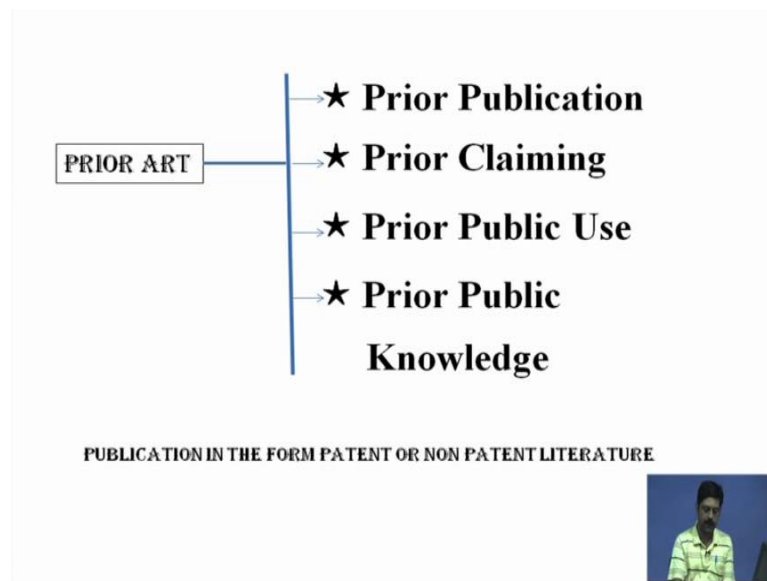 PRIOR ART
★ Prior Publication
★ Prior Claiming
★ Prior Public Use
★ Prior Public
Knowledge
PUBLICATION IN THE FORM PATENT OR NON PATENT LITERATURE